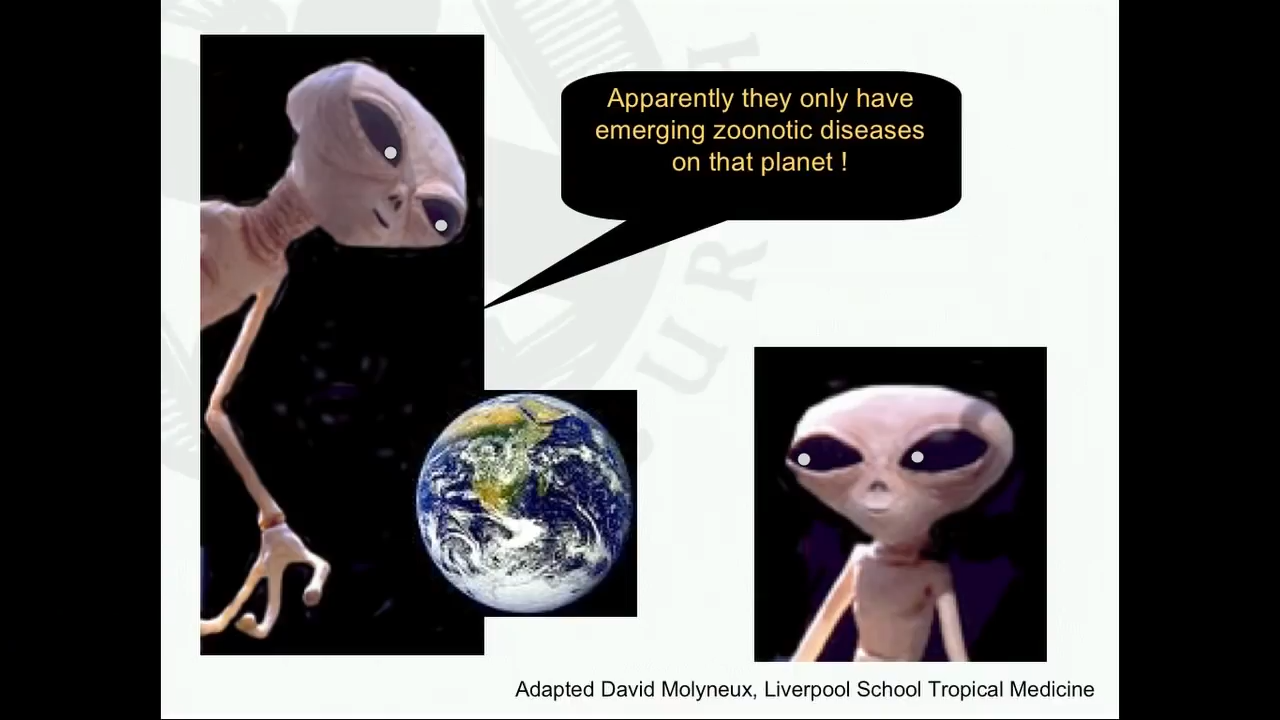 Apparently they only have
emerging zoonotic diseases
on that planet !
Adapted David Molyneux, Liverpool School Tropical Medicine